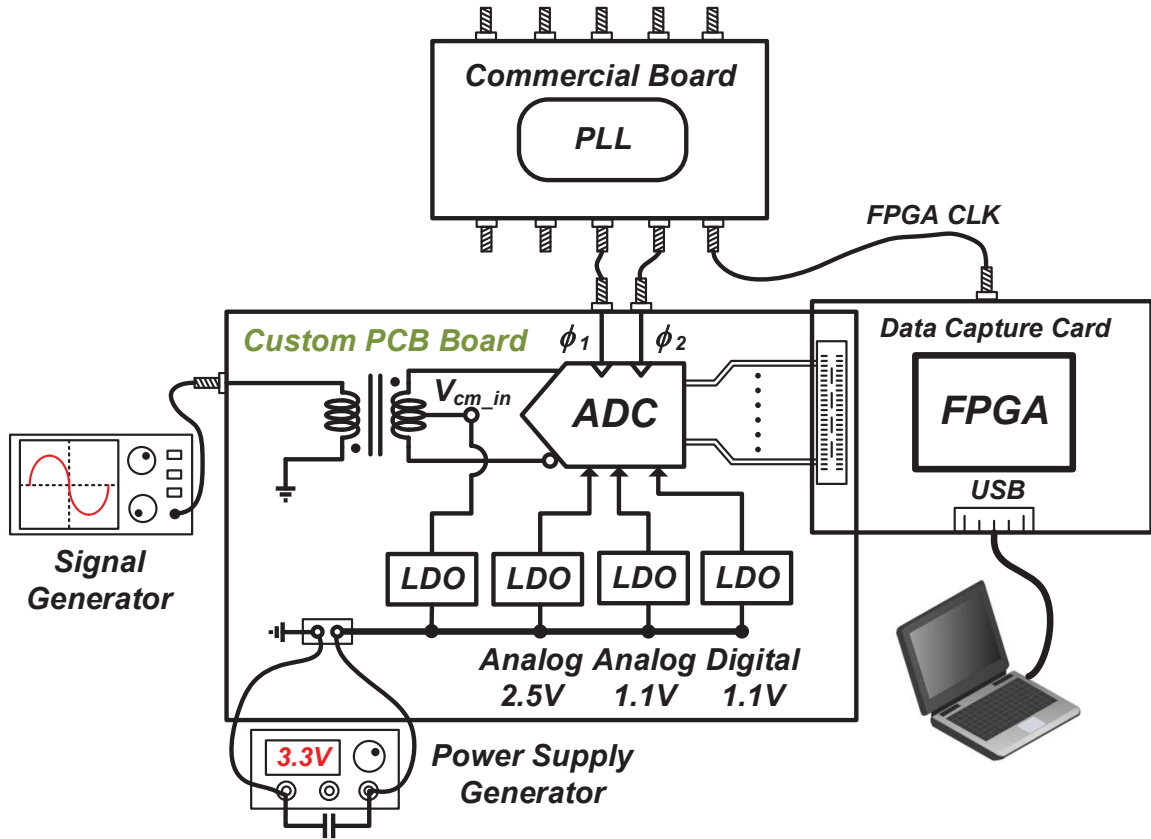 Commercial Board
PLL
FPGA CLK
Custom PCB Board
ϕ1
ϕ2
Data Capture Card
Vcm_in
ADC
FPGA
USB
Signal
Generator
LDO
LDO
LDO
LDO
Analog Analog Digital
2.5V 1.1V 1.1V
3.3V
Power Supply
Generator